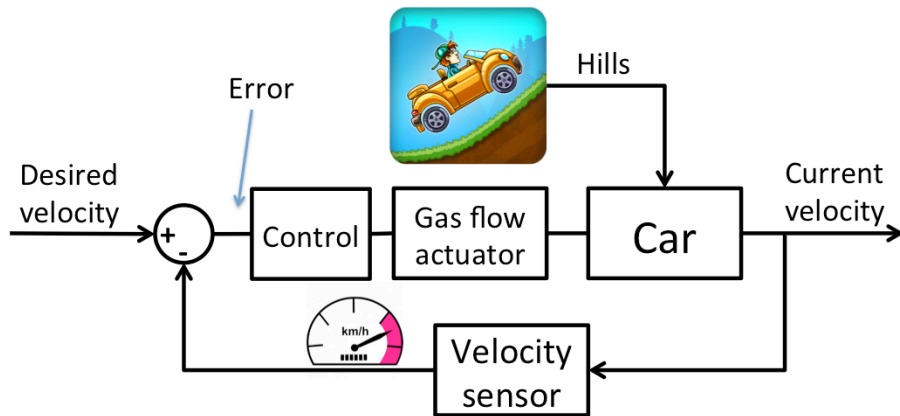 Hills
Error
Desired
velocity
Current
velocity
+
-
Control
Gas flow
actuator
Car
km/h
Velocity
sensor